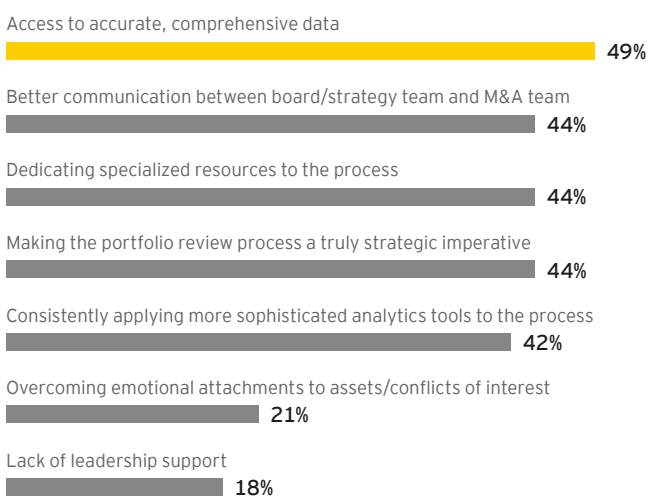 Access to accurate, comprehensive data
49%
Better communication between board/strategy team and M&A team
44%
Dedicating specialized resources to the process
44%
Making the portfolio review process a truly strategic imperative
44%
Consistently applying more sophisticated analytics tools to the process
42%
Overcoming emotional attachments to assets/conflicts of interest
21%
Lack of leadership support
18%